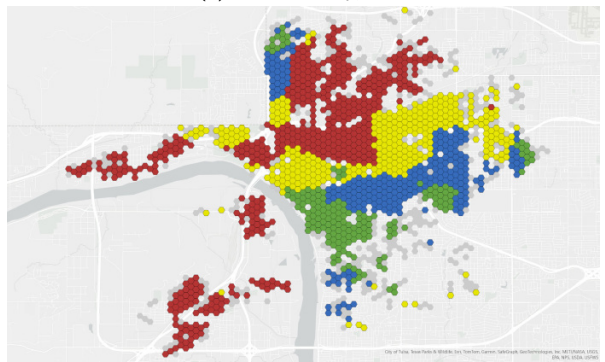 City of Tulsa, Texas Parks & Wildlife, Esri, TomTom, Garmin, SafeGraph, GeoTechnologies, Inc, METI/NASA, USGS,
EPA, NPS, USDA, USFWS